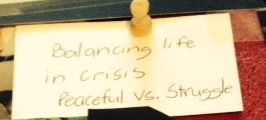 Balancing life
in crisis
Peaceful Vs. Struggle